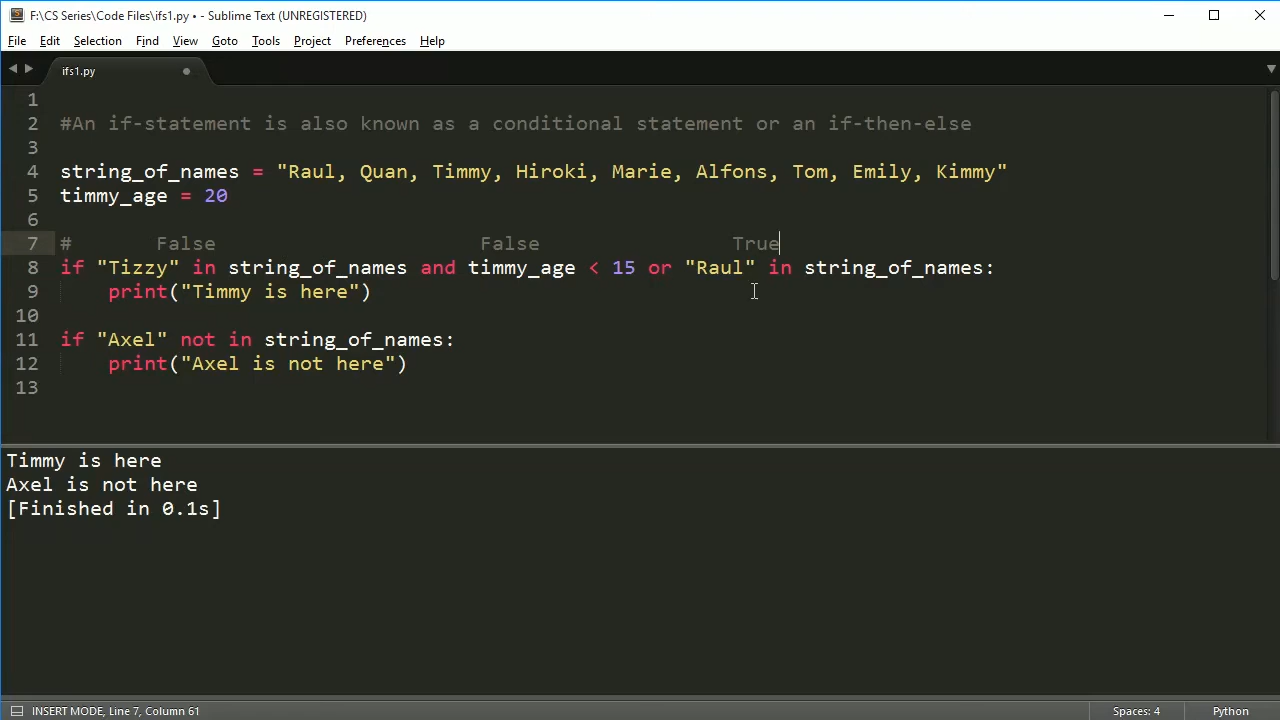 F:\CS Series\Code Files\ifs1.py • - Sublime Text (UNREGISTERED)
File Edit Selection Find View Goto Tools Project Preferences Help
ifs1.py
1
2 #An if-statement is also known as a conditional statement or an if-then-else
3
4 string_of_names = "Raul, Quan, Timmy, Hiroki, Marie, Alfons, Tom, Emily, Kimmy"
5 timmy_age = 20
6
7 # False False True
8 if "Tizzy" in string_of_names and timmy_age < 15 or "Raul" in string_of_names:
9 print("Timmy is here")
10
11 if "Axel" not in string_of_names:
12 print("Axel is not here")
13
Timmy is here
Axel is not here
[Finished in 0.1s]
INSERT MODE, Line 7, Column 61 Spaces: 4 Python